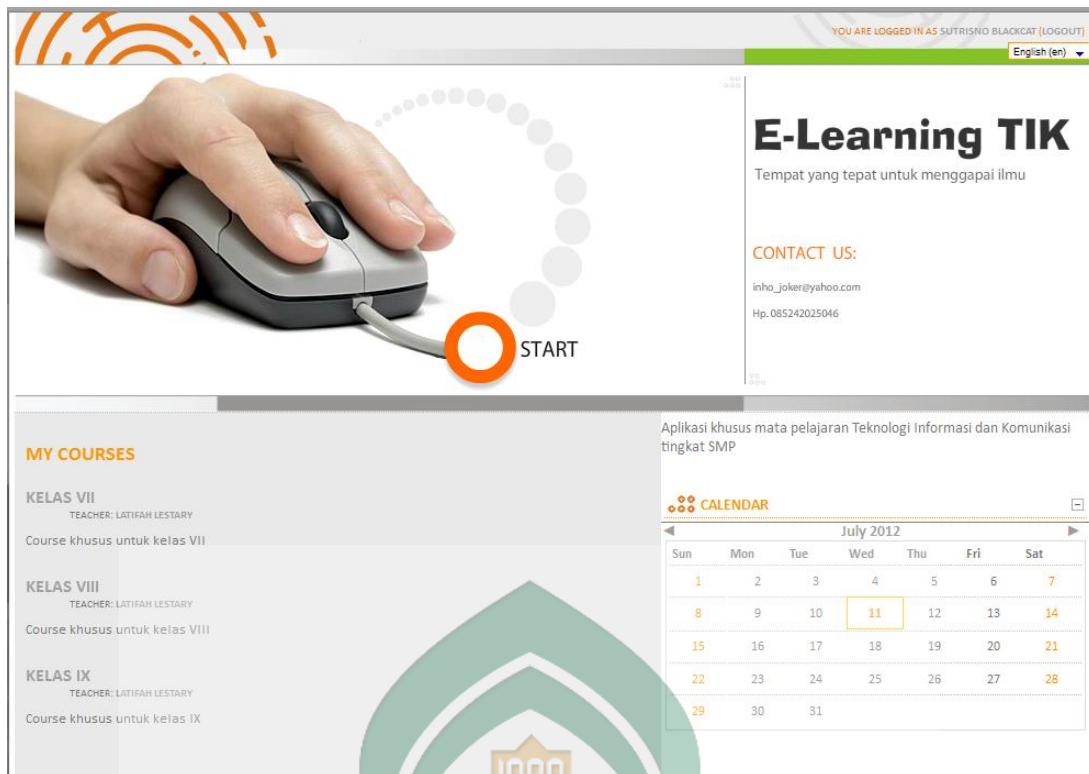 YOU ARE LOGGED IN AS SUTRISNO BLACKCAT (LOGOUT)
English (en)
E-Learning TIK
Tempat yang tepat untuk menggapai ilmu
CONTACT US:
inho_joker@yahoo.com
Hp. 085242025046
START
MY COURSES
KELAS VII
TEACHER: LATIFAH LESTARY
Course khusus untuk kelas VII
KELAS VIII
TEACHER: LATIFAH LESTARY
Course khusus untuk kelas VIII
KELAS IX
TEACHER: LATIFAH LESTARY
Course khusus untuk kelas IX
Aplikasi khusus mata pelajaran Teknologi Informasi dan Komunikasi
tingkat SMP
CALENDAR
July 2012
Sun Mon Tue Wed Thu Fri Sat
1 2 3 4 5 6 7
8 9 10 11 12 13 14
15 16 17 18 19 20 21
22 23 24 25 26 27 28
29 30 31